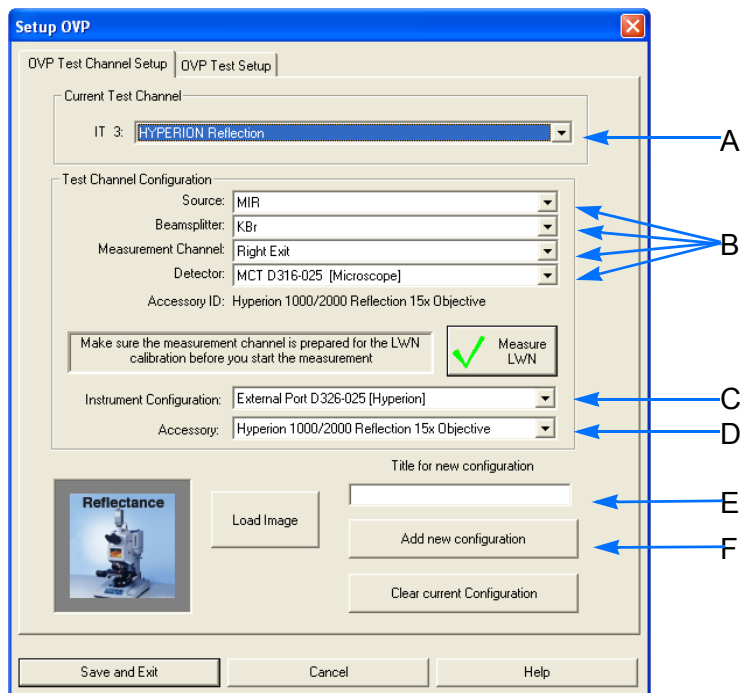 Setup OVP
OVP Test Channel Setup
OVP Test Setup
Current Test Channel
IT 3: HYPERION Reflection
A
Test Channel Configuration
Source: MIR
Beamsplitter: KBr
B
Measurement Channel: Right Exit
Detector: MCT D316-025 [Microscope]
Accessory ID: Hyperion 1000/2000 Reflection 15x Objective
Make sure the measurement channel is prepared for the LWN
calibration before you start the measurement
Measure
LWN
Instrument Configuration: External Port D326-025 [Hyperion]
C
Accessory: Hyperion 1000/2000 Reflection 15x Objective
D
Title for new configuration
Reflectance
Load Image
E
Add new configuration
F
Clear current Configuration
Save and Exit
Cancel
Help